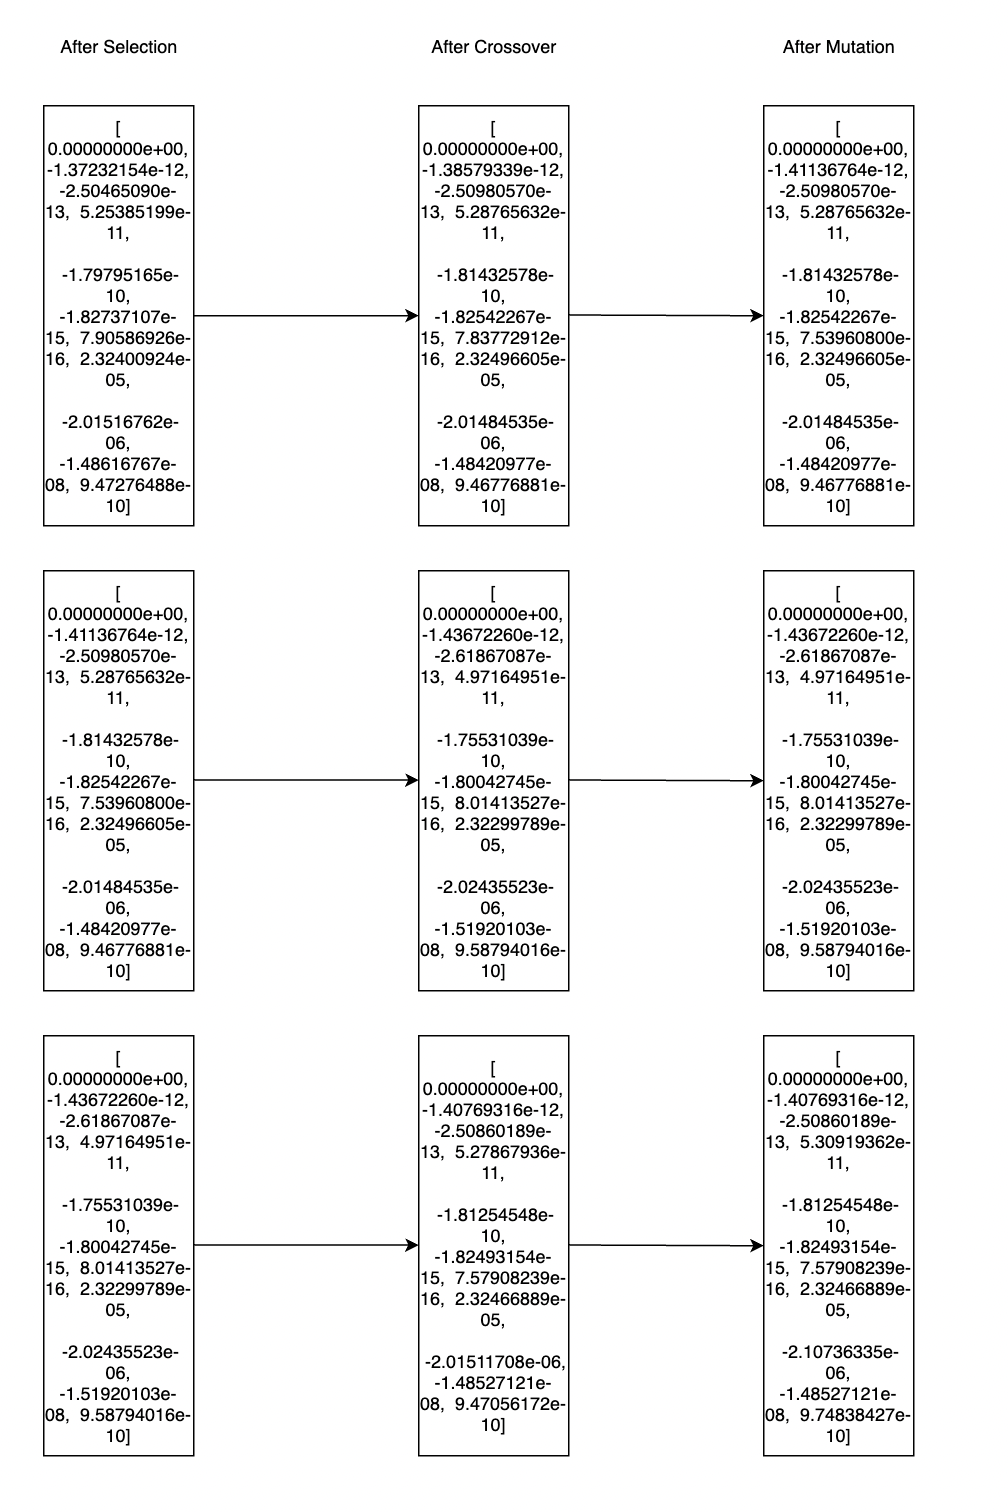 After Selection
After Crossover
After Mutation
[
0.00000000e+00,
-1.37232154e-12,
-2.50465090e-
13,  5.25385199e-
11,
-1.79795165e-
10,
-1.82737107e-
15,  7.90586926e-
16,  2.32400924e-
05,
-2.01516762e-
06,
-1.48616767e-
08,  9.47276488e-
10]
[
0.00000000e+00,
-1.38579339e-12,
-2.50980570e-
13,  5.28765632e-
11,
-1.81432578e-
10,
-1.82542267e-
15,  7.83772912e-
16,  2.32496605e-
05,
-2.01484535e-
06,
-1.48420977e-
08,  9.46776881e-
10]
[
0.00000000e+00,
-1.41136764e-12,
-2.50980570e-
13,  5.28765632e-
11,
-1.81432578e-
10,
-1.82542267e-
15,  7.53960800e-
16,  2.32496605e-
05,
-2.01484535e-
06,
-1.48420977e-
08,  9.46776881e-
10]
[
0.00000000e+00,
-1.41136764e-12,
-2.50980570e-
13,  5.28765632e-
11,
-1.81432578e-
10,
-1.82542267e-
15,  7.53960800e-
16,  2.32496605e-
05,
-2.01484535e-
06,
-1.48420977e-
08,  9.46776881e-
10]
[
0.00000000e+00,
-1.43672260e-12,
-2.61867087e-
13,  4.97164951e-
11,
-1.75531039e-
10,
-1.80042745e-
15,  8.01413527e-
16,  2.32299789e-
05,
-2.02435523e-
06,
-1.51920103e-
08,  9.58794016e-
10]
[
0.00000000e+00,
-1.43672260e-12,
-2.61867087e-
13,  4.97164951e-
11,
-1.75531039e-
10,
-1.80042745e-
15,  8.01413527e-
16,  2.32299789e-
05,
-2.02435523e-
06,
-1.51920103e-
08,  9.58794016e-
10]
[
0.00000000e+00,
-1.43672260e-12,
-2.61867087e-
13,  4.97164951e-
11,
-1.75531039e-
10,
-1.80042745e-
15,  8.01413527e-
16,  2.32299789e-
05,
-2.02435523e-
06,
-1.51920103e-
08,  9.58794016e-
10]
[
0.00000000e+00,
-1.40769316e-12,
-2.50860189e-
13,  5.27867936e-
11,
-1.81254548e-
10,
-1.82493154e-
15,  7.57908239e-
16,  2.32466889e-
05,
-2.01511708e-06,
-1.48527121e-
08,  9.47056172e-
10]
[
0.00000000e+00,
-1.40769316e-12,
-2.50860189e-
13,  5.30919362e-
11,
-1.81254548e-
10,
-1.82493154e-
15,  7.57908239e-
16,  2.32466889e-
05,
-2.10736335e-
06,
-1.48527121e-
08,  9.74838427e-
10]